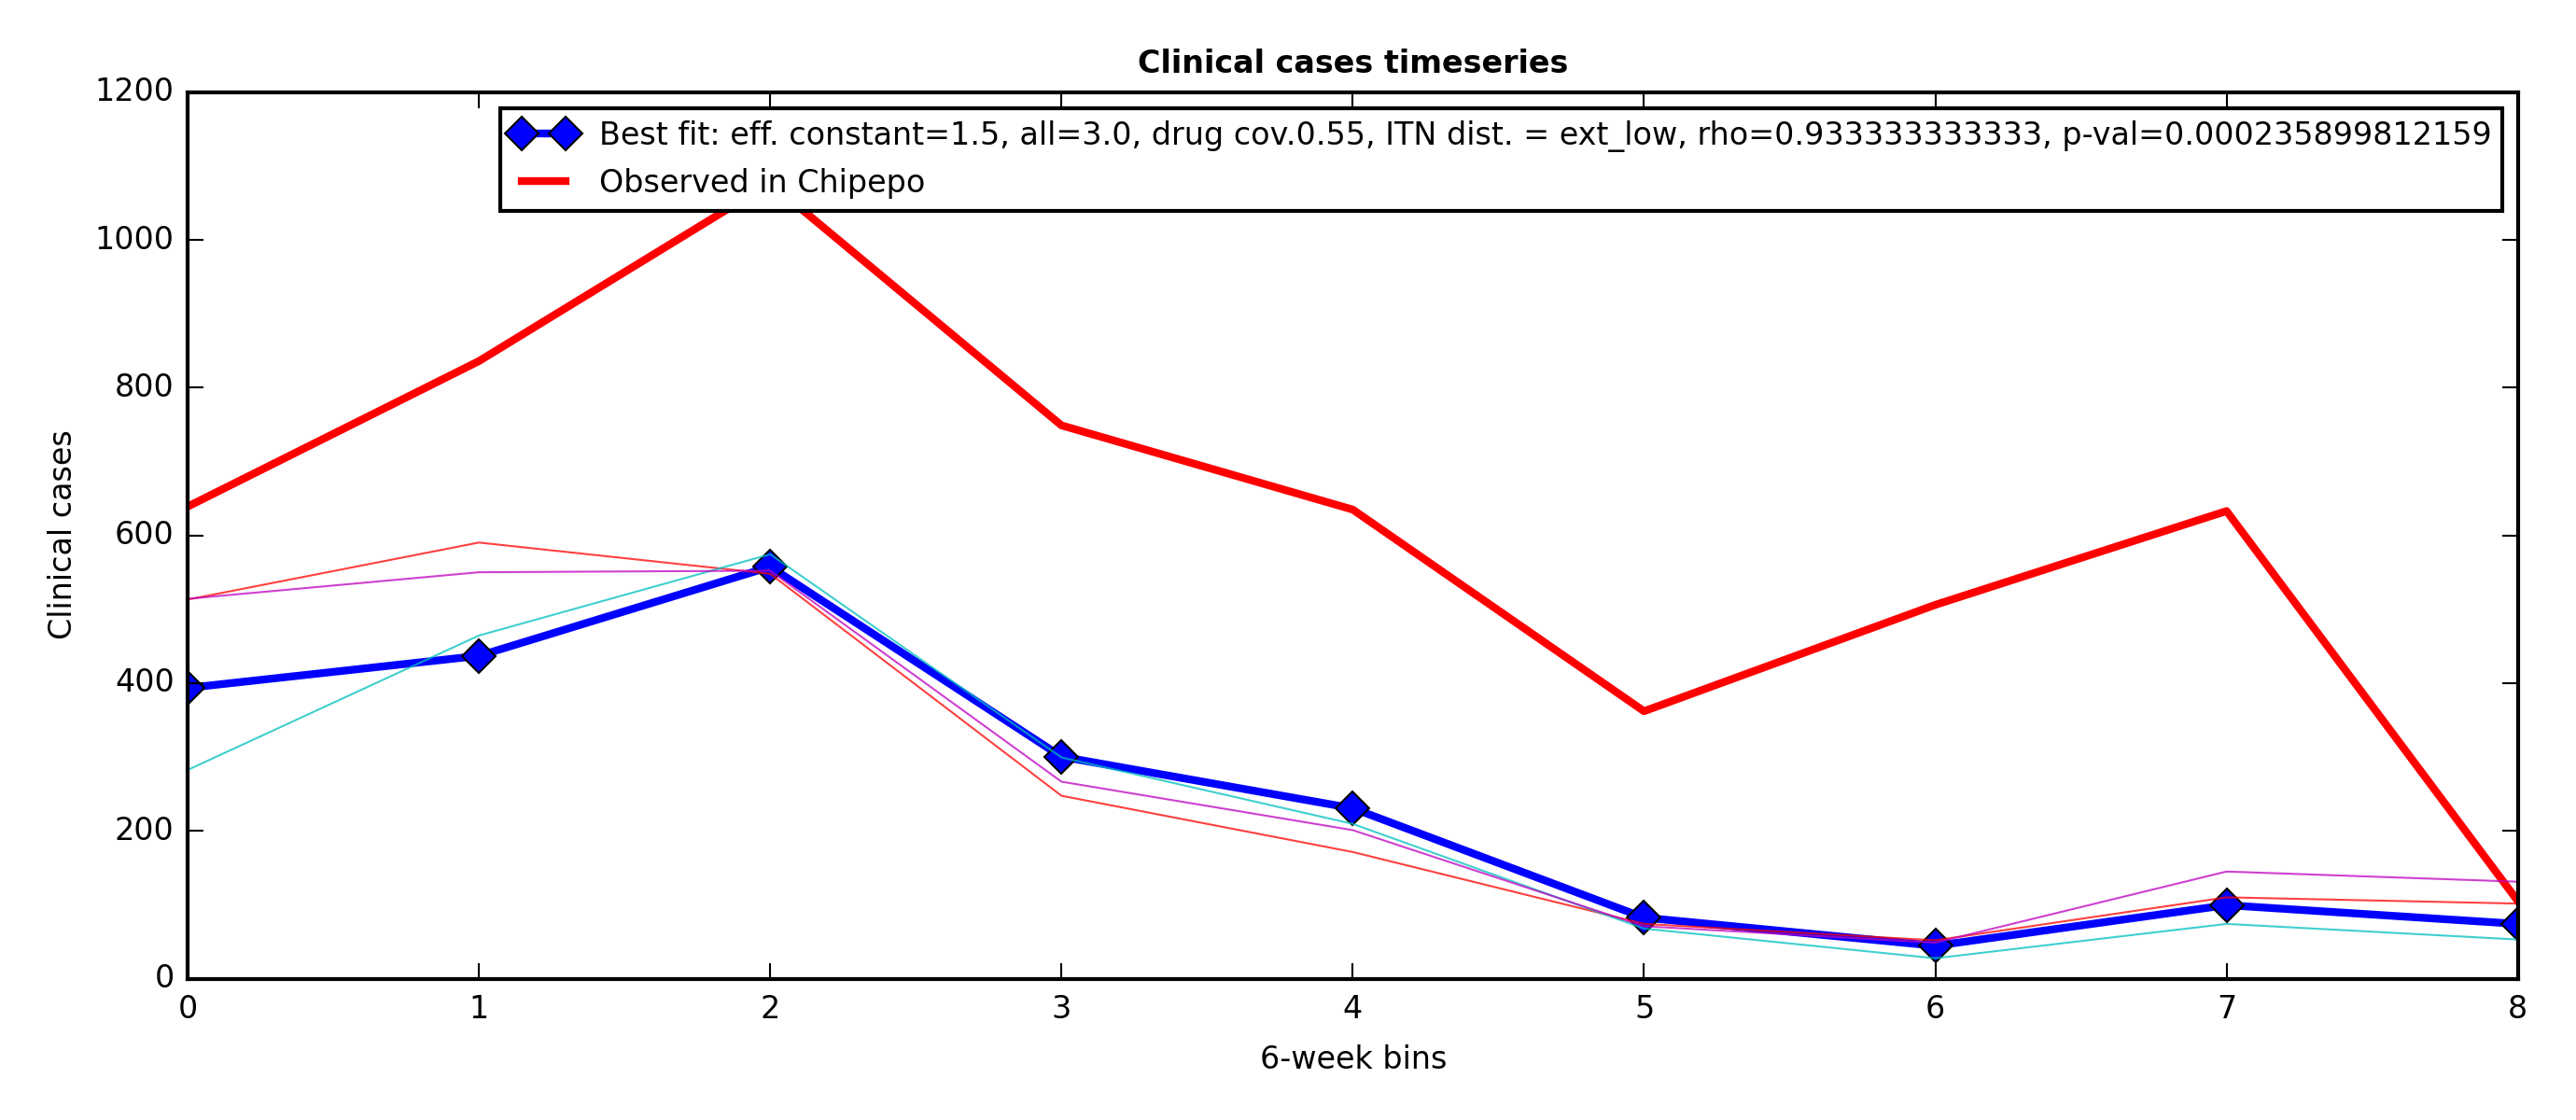 Clinical cases timeseries
1200
1000
800
600
400
200
0
Clinical cases
Best fit: eff. constant=1.5, all=3.0, drug cov.0.55, ITN dist. = ext_low, rho=0.933333333333, p-val=0.000235899812159
Observed in Chipepo
0 1 2 3 4 5 6 7 8
6-week bins